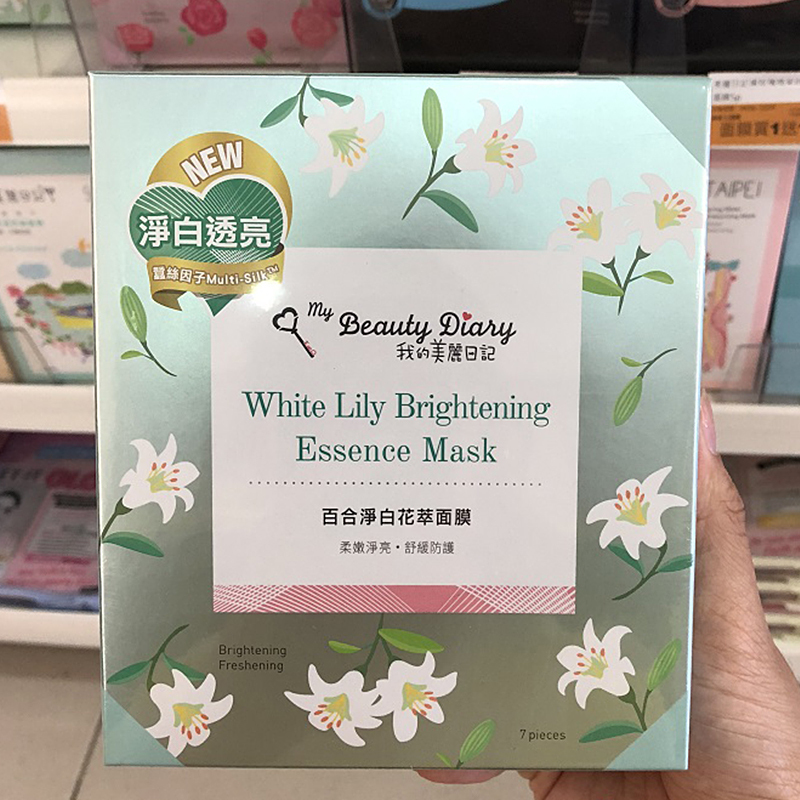 NEW
淨白透亮
蠶絲因子Multi-Silk™
My
Beauty Diary
我的美麗日記
White Lily Brightening
Essence Mask
百合淨白花萃面膜
柔嫩淨亮·舒緩防護
Brightening
Freshening
7 pieces
TAIPEI